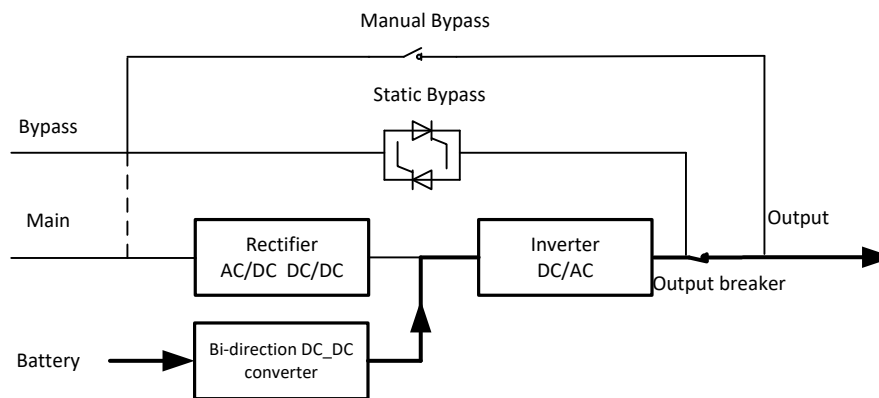 Manual Bypass
Static Bypass
Bypass
Main
Rectifier
AC/DC DC/DC
Inverter
DC/AC
Output
Output breaker
Battery
Bi-direction DC_DC
converter